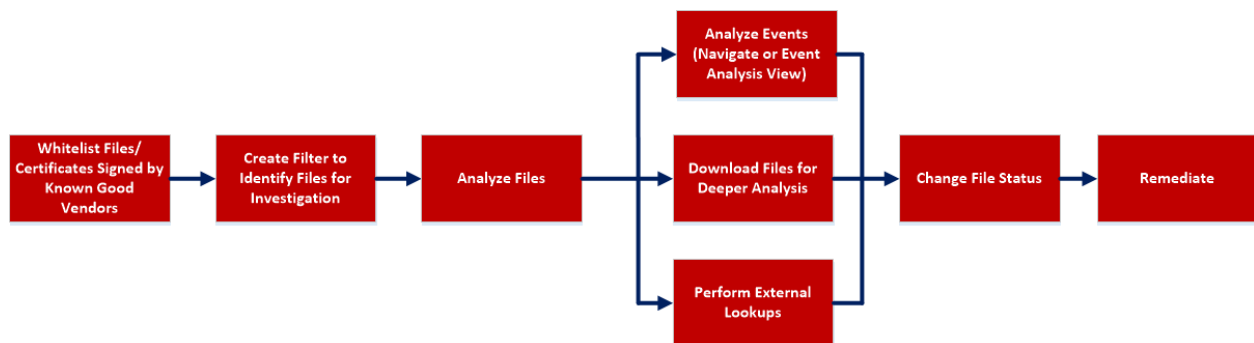 Whitelist Files/
Certificates Signed by
Known Good
Vendors
Create Filter to
Identify Files for
Investigation
Analyze Files
Analyze Events
(Navigate or Event
Analysis View)
Download Files for
Deeper Analysis
Perform External
Lookups
Change File Status
Remediate